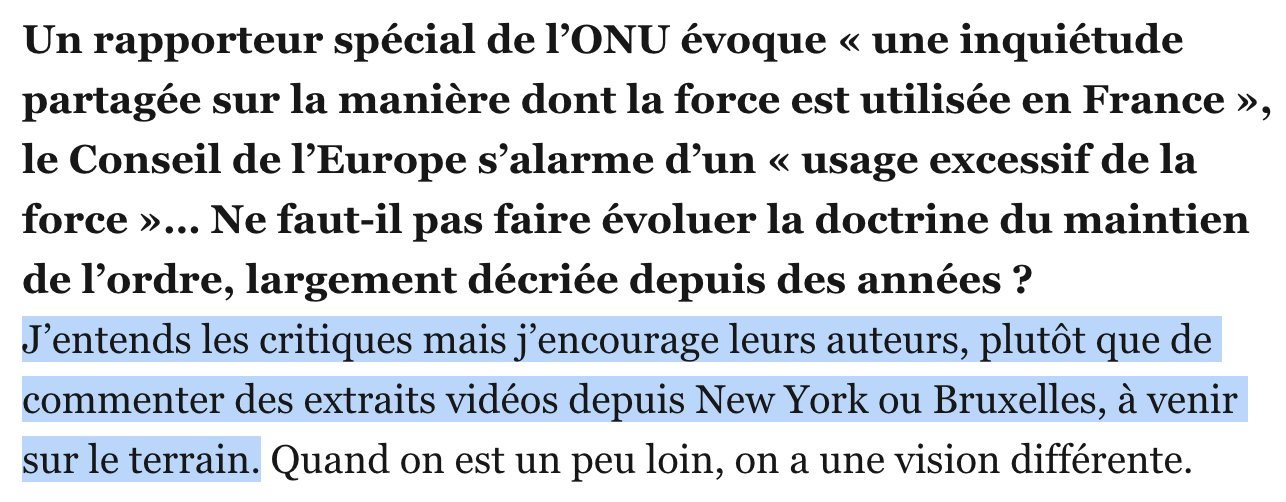 Un rapporteur spécial de l’ONU évoque « une inquiétude
partagée sur la manière dont la force est utilisée en France »,
le Conseil de l’Europe s’alarme d’un « usage excessif de la
force »… Ne faut-il pas faire évoluer la doctrine du maintien
de l’ordre, largement décriée depuis des années ?
J’entends les critiques mais j’encourage leurs auteurs, plutôt que de
commenter des extraits vidéos depuis New York ou Bruxelles, à venir
sur le terrain. Quand on est un peu loin, on a une vision différente.